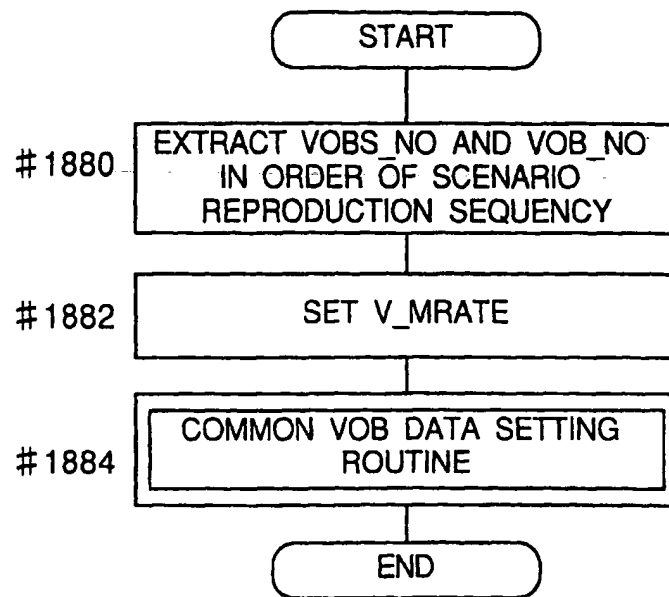 START
#1880
EXTRACT VOBS_NO AND VOB_NO
IN ORDER OF SCENARIO
REPRODUCTION SEQUENCY
#1882
SET V_MRATE
#1884
COMMON VOB DATA SETTING
ROUTINE
END